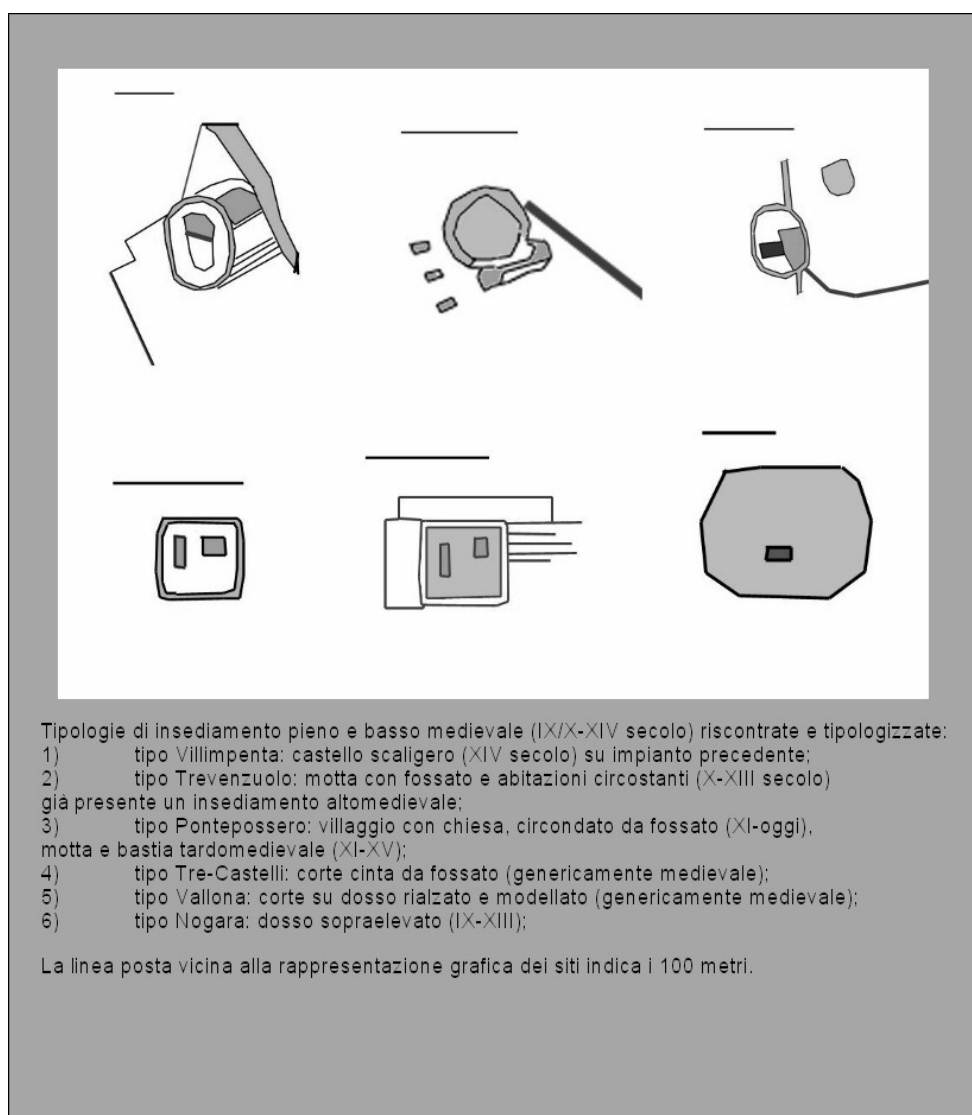 Tipologie di insediamento pieno e basso medievale (IX/X-XIV secolo) riscontrate e tipologizzate:
1) tipo Villimpenta: castello scaligero (XIV secolo) su impianto precedente;
2) tipo Trevenzuolo: motta con fossato e abitazioni circostanti (X-XIII secolo)
già presente un insediamento altomedievale;
3) tipo Pontepossero: villaggio con chiesa, circondato da fossato (XI-oggi),
motta e bastia tardomedievale (XI-XV);
4) tipo Tre-Castelli: corte cinta da fossato (genericamente medievale);
5) tipo Vallona: corte su dosso rialzato e modellato (genericamente medievale);
6) tipo Nogara: dosso sopraelevato (IX-XIII);
La linea posta vicina alla rappresentazione grafica dei siti indica i 100 metri.